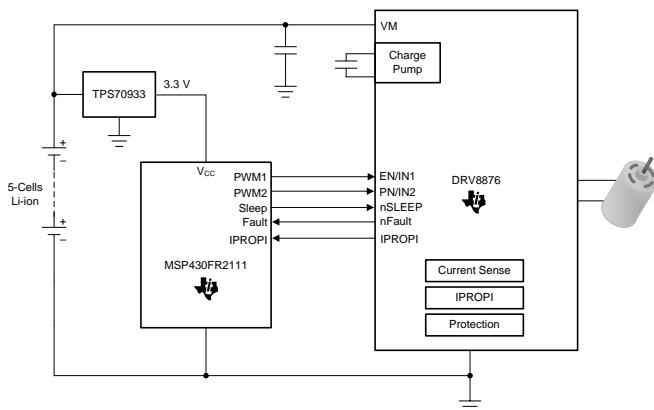 VM
Charge
Pump
TPS70933
3.3 V
+
−
5-Cells
Li-ion
+
−
VCC
PWM1
PWM2
Sleep
Fault
IPROPI
MSP430FR2111
EN/IN1
PN/IN2
nSLEEP
nFault
IPROPI
DRV8876
Current Sense
IPROPI
Protection